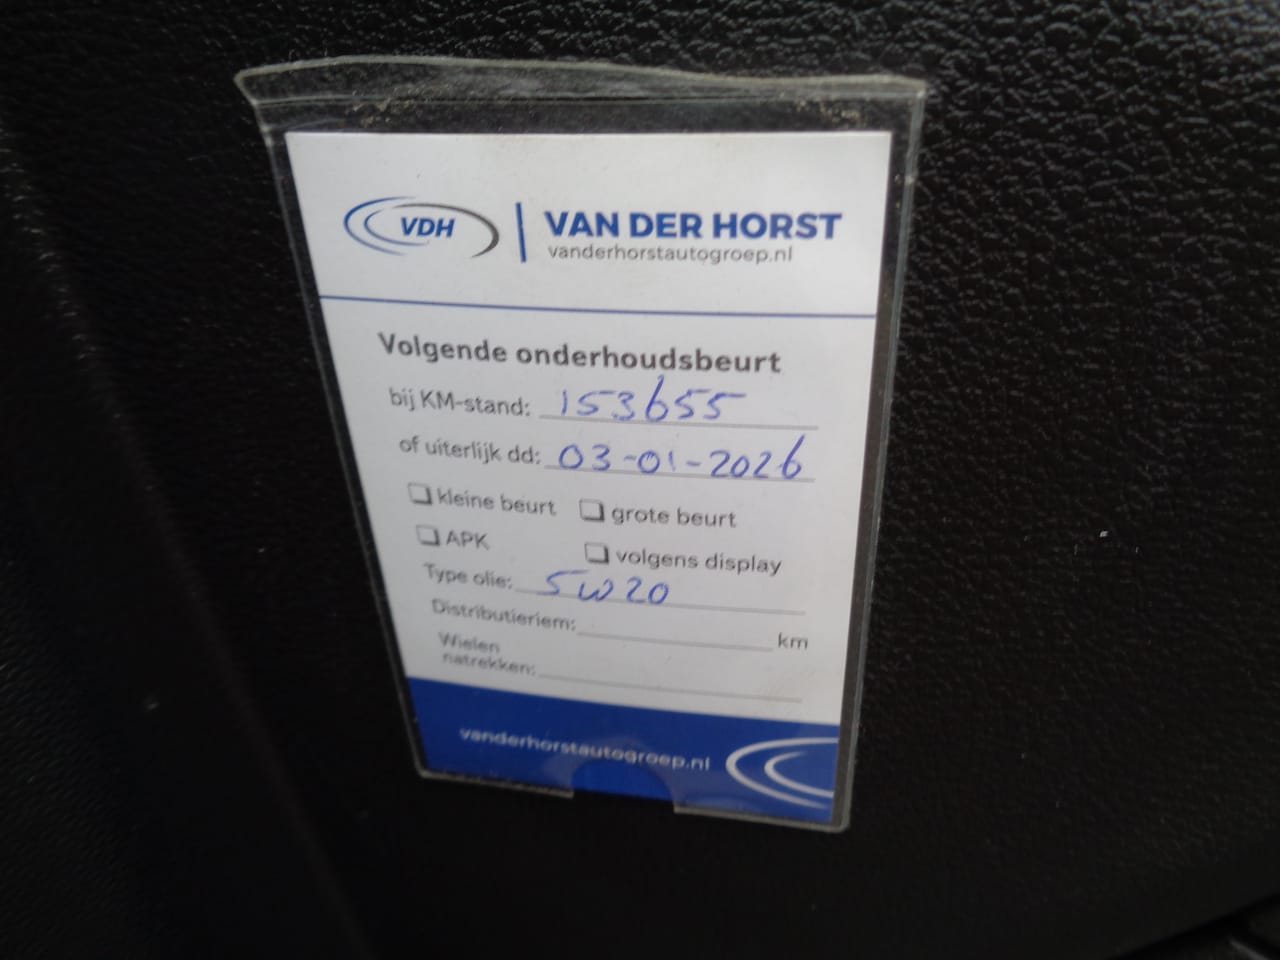 VDH
VAN DER HORST
vanderhorstautogroep.nl
Volgende onderhoudsbeurt
bij KM-stand: 153655
of uiterlijk dd: 03-01-2026
kleine beurt grote beurt
APK volgens display
Type olie: 5W20
Distributieriem: km
Wielen
natrekken:
vanderhorstautogroep.nl